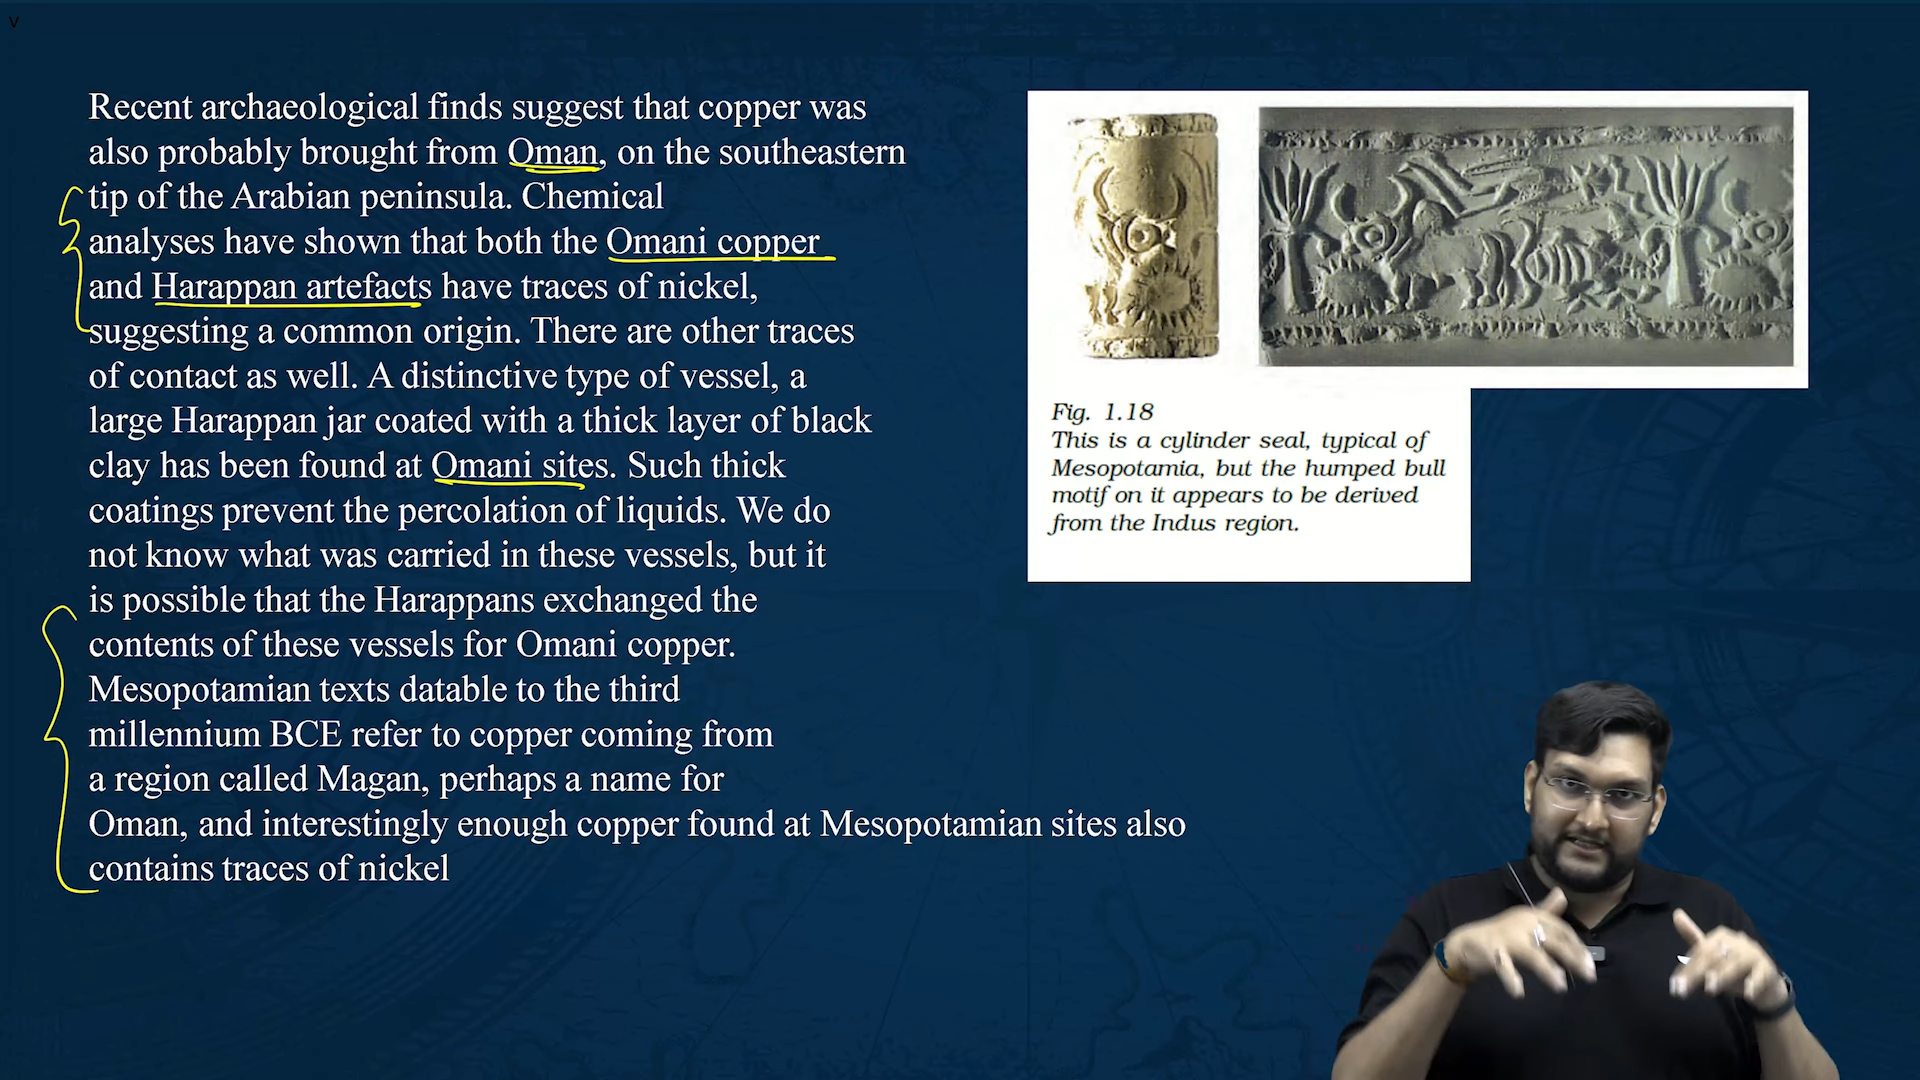 v
Recent archaeological finds suggest that copper was
also probably brought from Oman, on the southeastern
tip of the Arabian peninsula. Chemical
analyses have shown that both the Omani copper
and Harappan artefacts have traces of nickel,
suggesting a common origin. There are other traces
of contact as well. A distinctive type of vessel, a
large Harappan jar coated with a thick layer of black
clay has been found at Omani sites. Such thick
coatings prevent the percolation of liquids. We do
not know what was carried in these vessels, but it
is possible that the Harappans exchanged the
contents of these vessels for Omani copper.
Mesopotamian texts datable to the third
millennium BCE refer to copper coming from
a region called Magan, perhaps a name for
Oman, and interestingly enough copper found at Mesopotamian sites also
contains traces of nickel
Fig. 1.18
This is a cylinder seal, typical of
Mesopotamia, but the humped bull
motif on it appears to be derived
from the Indus region.